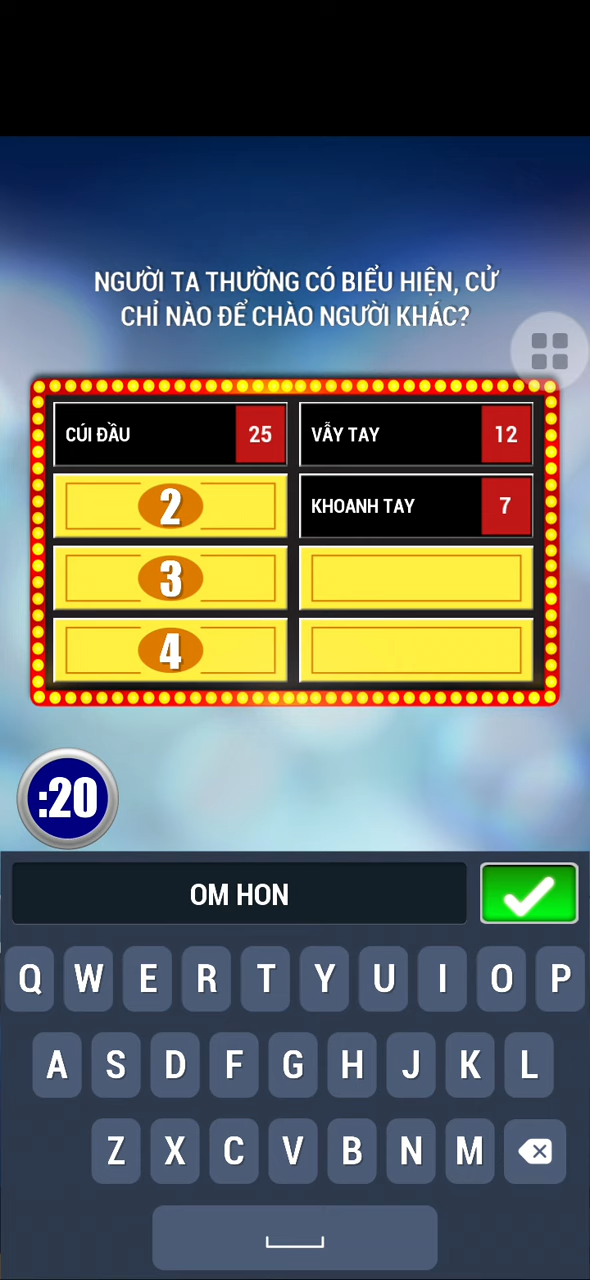 NGƯỜI TA THƯỜNG CÓ BIỂU HIỆN, CỬ
CHỈ NÀO ĐỂ CHÀO NGƯỜI KHÁC?
CÚI ĐẦU 25
VẪY TAY 12
2
KHOANH TAY 7
3
4
:20
OM HON
Q W E R T Y U I O P
A S D F G H J K L
Z X C V B N M